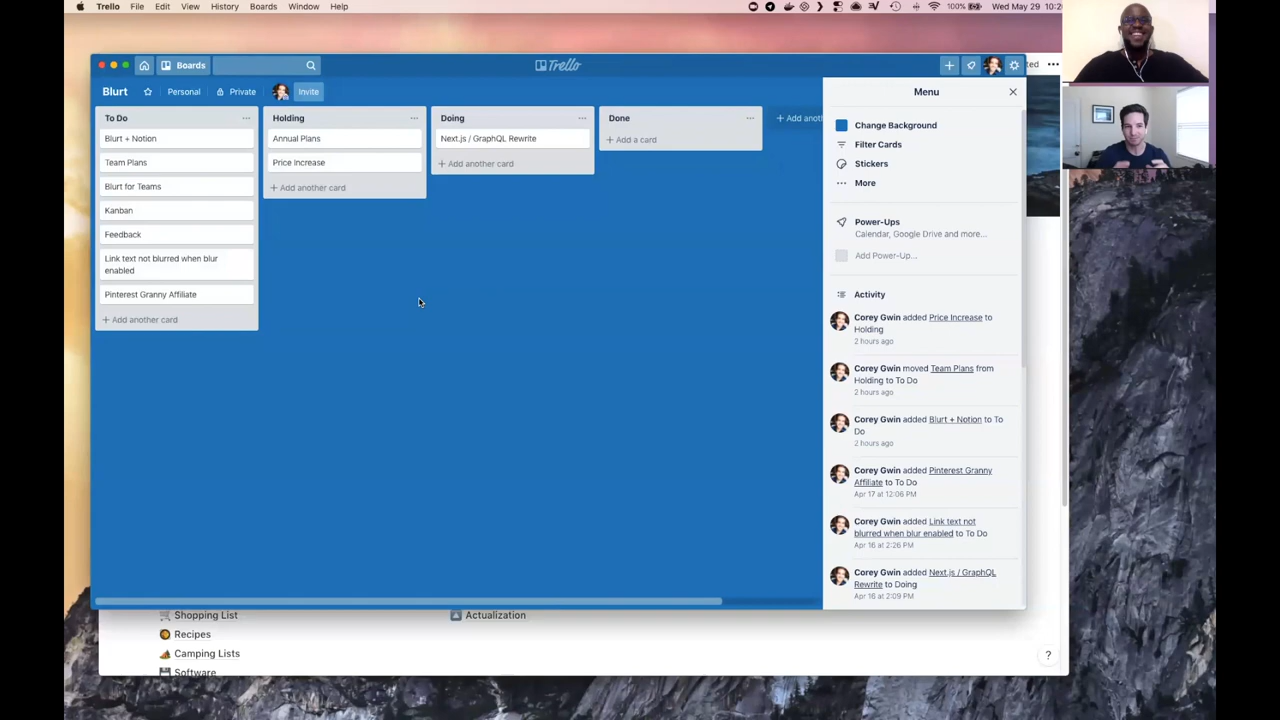 Trello File Edit View History Boards Window Help
100% Wed May 29 10:2
Boards
Trello
ted
Blurt
Personal
Private
Invite
Menu
To Do
Blurt + Notion
Team Plans
Blurt for Teams
Kanban
Feedback
Link text not blurred when blur
enabled
Pinterest Granny Affiliate
+ Add another card
Holding
Annual Plans
Price Increase
+ Add another card
Doing
Next.js / GraphQL Rewrite
+ Add another card
Done
+ Add a card
+ Add anoth
Change Background
Filter Cards
Stickers
More
Power-Ups
Calendar, Google Drive and more...
Add Power-Up...
Activity
Corey Gwin added Price Increase to
Holding
2 hours ago
Corey Gwin moved Team Plans from
Holding to To Do
2 hours ago
Corey Gwin added Blurt + Notion to To
Do
2 hours ago
Corey Gwin added Pinterest Granny
Affiliate to To Do
Apr 17 at 12:06 PM
Corey Gwin added Link text not
blurred when blur enabled to To Do
Apr 16 at 2:26 PM
Corey Gwin added Next.js / GraphQL
Rewrite to Doing
Apr 16 at 2:09 PM
Shopping List
Recipes
Camping Lists
Software
Actualization
?